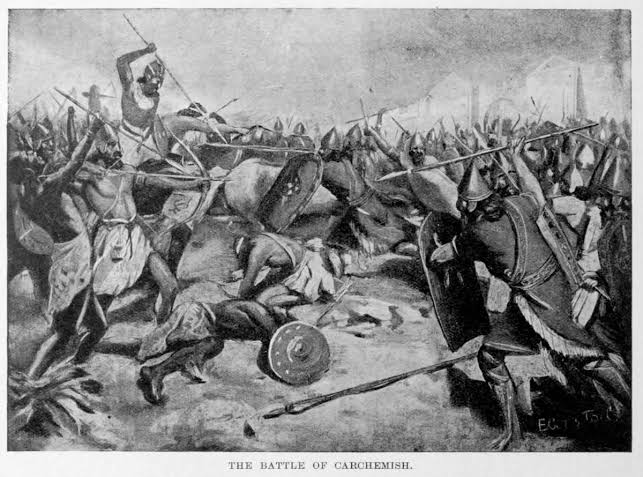 THE BATTLE OF CARCHEMISH.